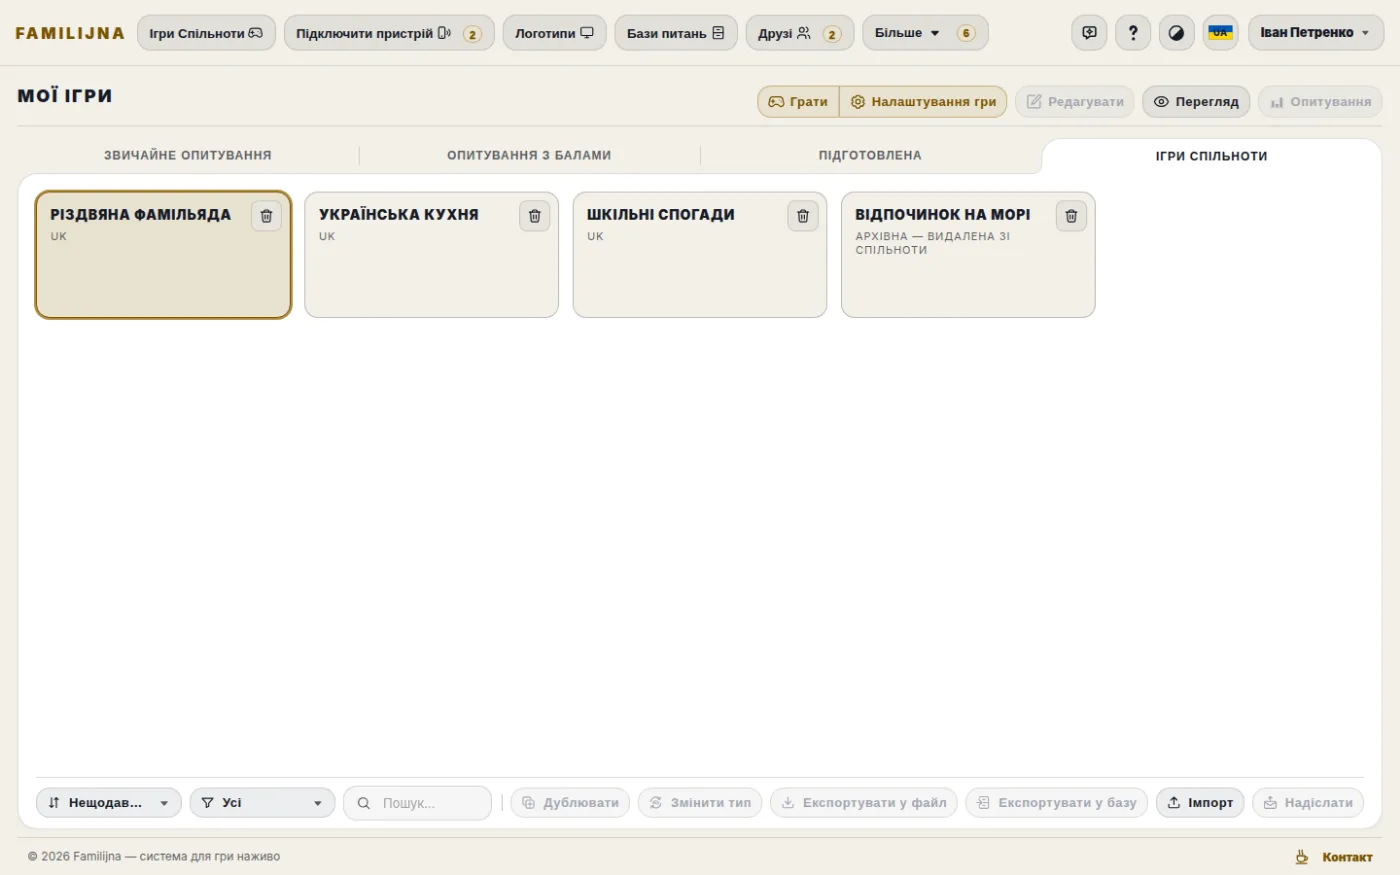 FAMILIJNA
Ігри Спільноти
Підключити пристрій 2
Логотипи
Бази питань
Друзі 2
Більше 6
?
UA
Іван Петренко
МОЇ ІГРИ
Грати
Налаштування гри
Редагувати
Перегляд
Опитування
ЗВИЧАЙНЕ ОПИТУВАННЯ
ОПИТУВАННЯ З БАЛАМИ
ПІДГОТОВЛЕНА
ІГРИ СПІЛЬНОТИ
РІЗДВЯНА ФАМІЛЬЯДА
UK
УКРАЇНСЬКА КУХНЯ
UK
ШКІЛЬНІ СПОГАДИ
UK
ВІДПОЧИНОК НА МОРІ
АРХІВНА — ВИДАЛЕНА ЗІ
СПІЛЬНОТИ
Нещодав...
Усі
Пошук...
Дублювати
Змінити тип
Експортувати у файл
Експортувати у базу
Імпорт
Надіслати
© 2026 Familijna — система для гри наживо
Контакт